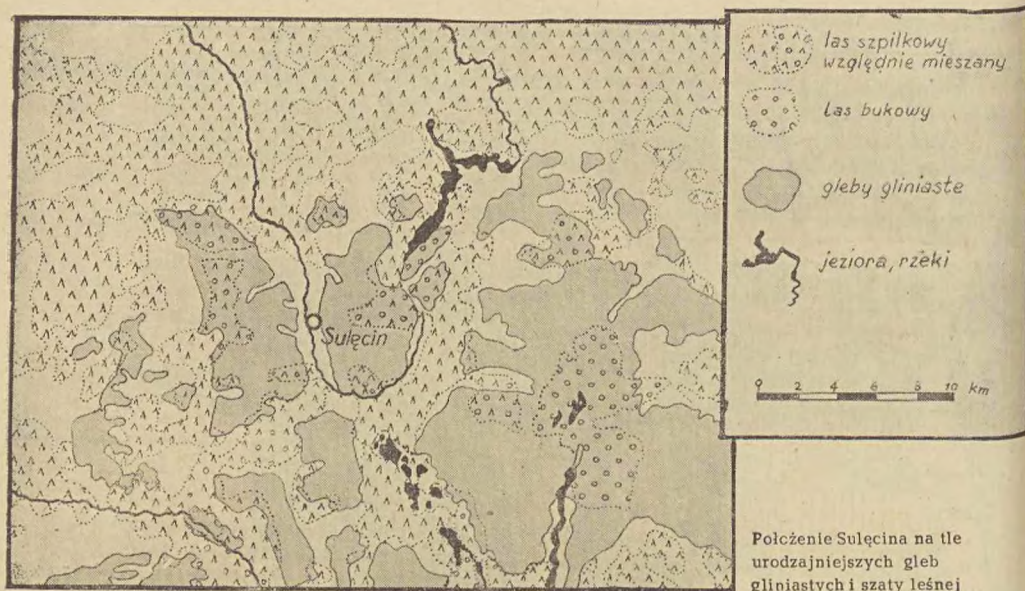 Sulęcin
las szpilkowy
względnie mieszany
las bukowy
gleby gliniaste
jeziora, rzeki
0 2 4 6 8 10 km
Położenie Sulęcina na tle
urodzajniejszych gleb
gliniastych i szaty leśnej